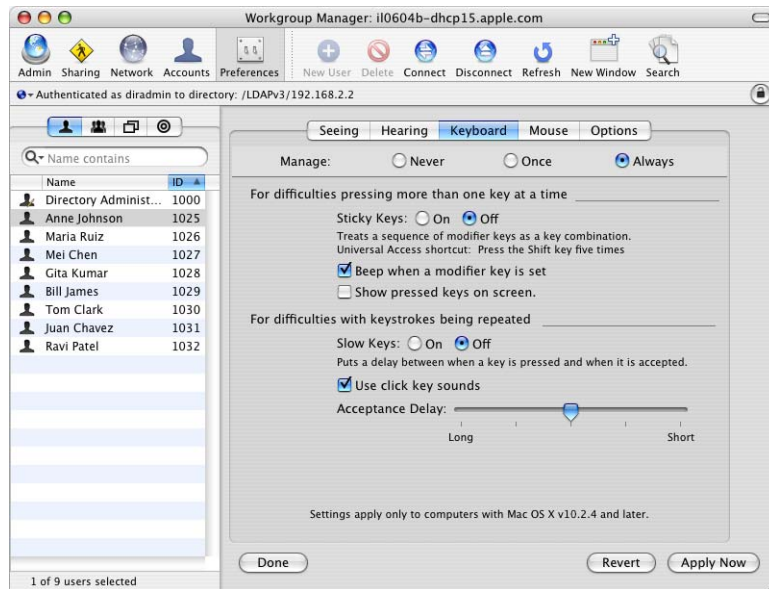 Workgroup Manager: il0604b-dhcp15.apple.com
Admin Sharing Network Accounts Preferences New User Delete Connect Disconnect Refresh New Window Search
Authenticated as diradmin to directory: /LDAPv3/192.168.2.2
Name contains
Name ID
Directory Administ... 1000
Anne Johnson 1025
Maria Ruiz 1026
Mei Chen 1027
Gita Kumar 1028
Bill James 1029
Tom Clark 1030
Juan Chavez 1031
Ravi Patel 1032
1 of 9 users selected
Seeing Hearing Keyboard Mouse Options
Manage: Never Once Always
For difficulties pressing more than one key at a time
Sticky Keys: On Off
Treats a sequence of modifier keys as a key combination.
Universal Access shortcut: Press the Shift key five times
Beep when a modifier key is set
Show pressed keys on screen.
For difficulties with keystrokes being repeated
Slow Keys: On Off
Puts a delay between when a key is pressed and when it is accepted.
Use click key sounds
Acceptance Delay:
Long Short
Settings apply only to computers with Mac OS X v10.2.4 and later.
Done Revert Apply Now